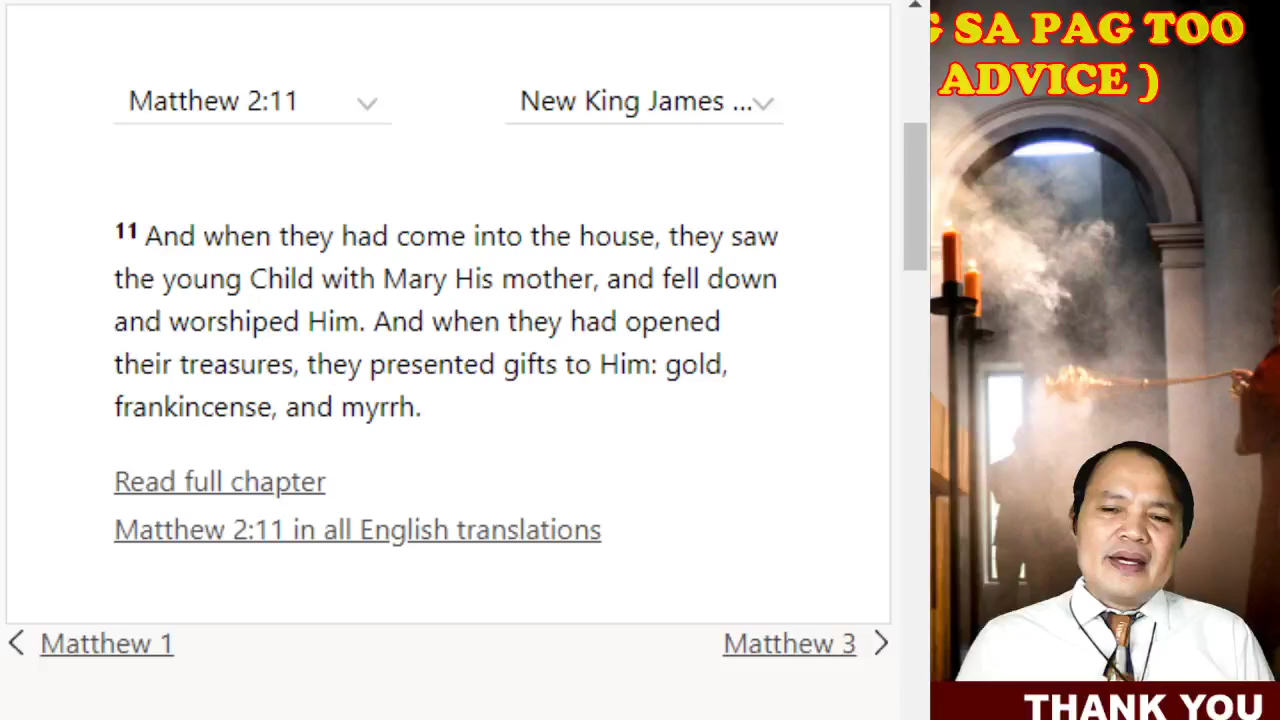 Matthew 2:11
New King James ...
11 And when they had come into the house, they saw
the young Child with Mary His mother, and fell down
and worshiped Him. And when they had opened
their treasures, they presented gifts to Him: gold,
frankincense, and myrrh.
Read full chapter
Matthew 2:11 in all English translations
Matthew 1
Matthew 3
SA PAG TOO
ADVICE )
THANK YOU